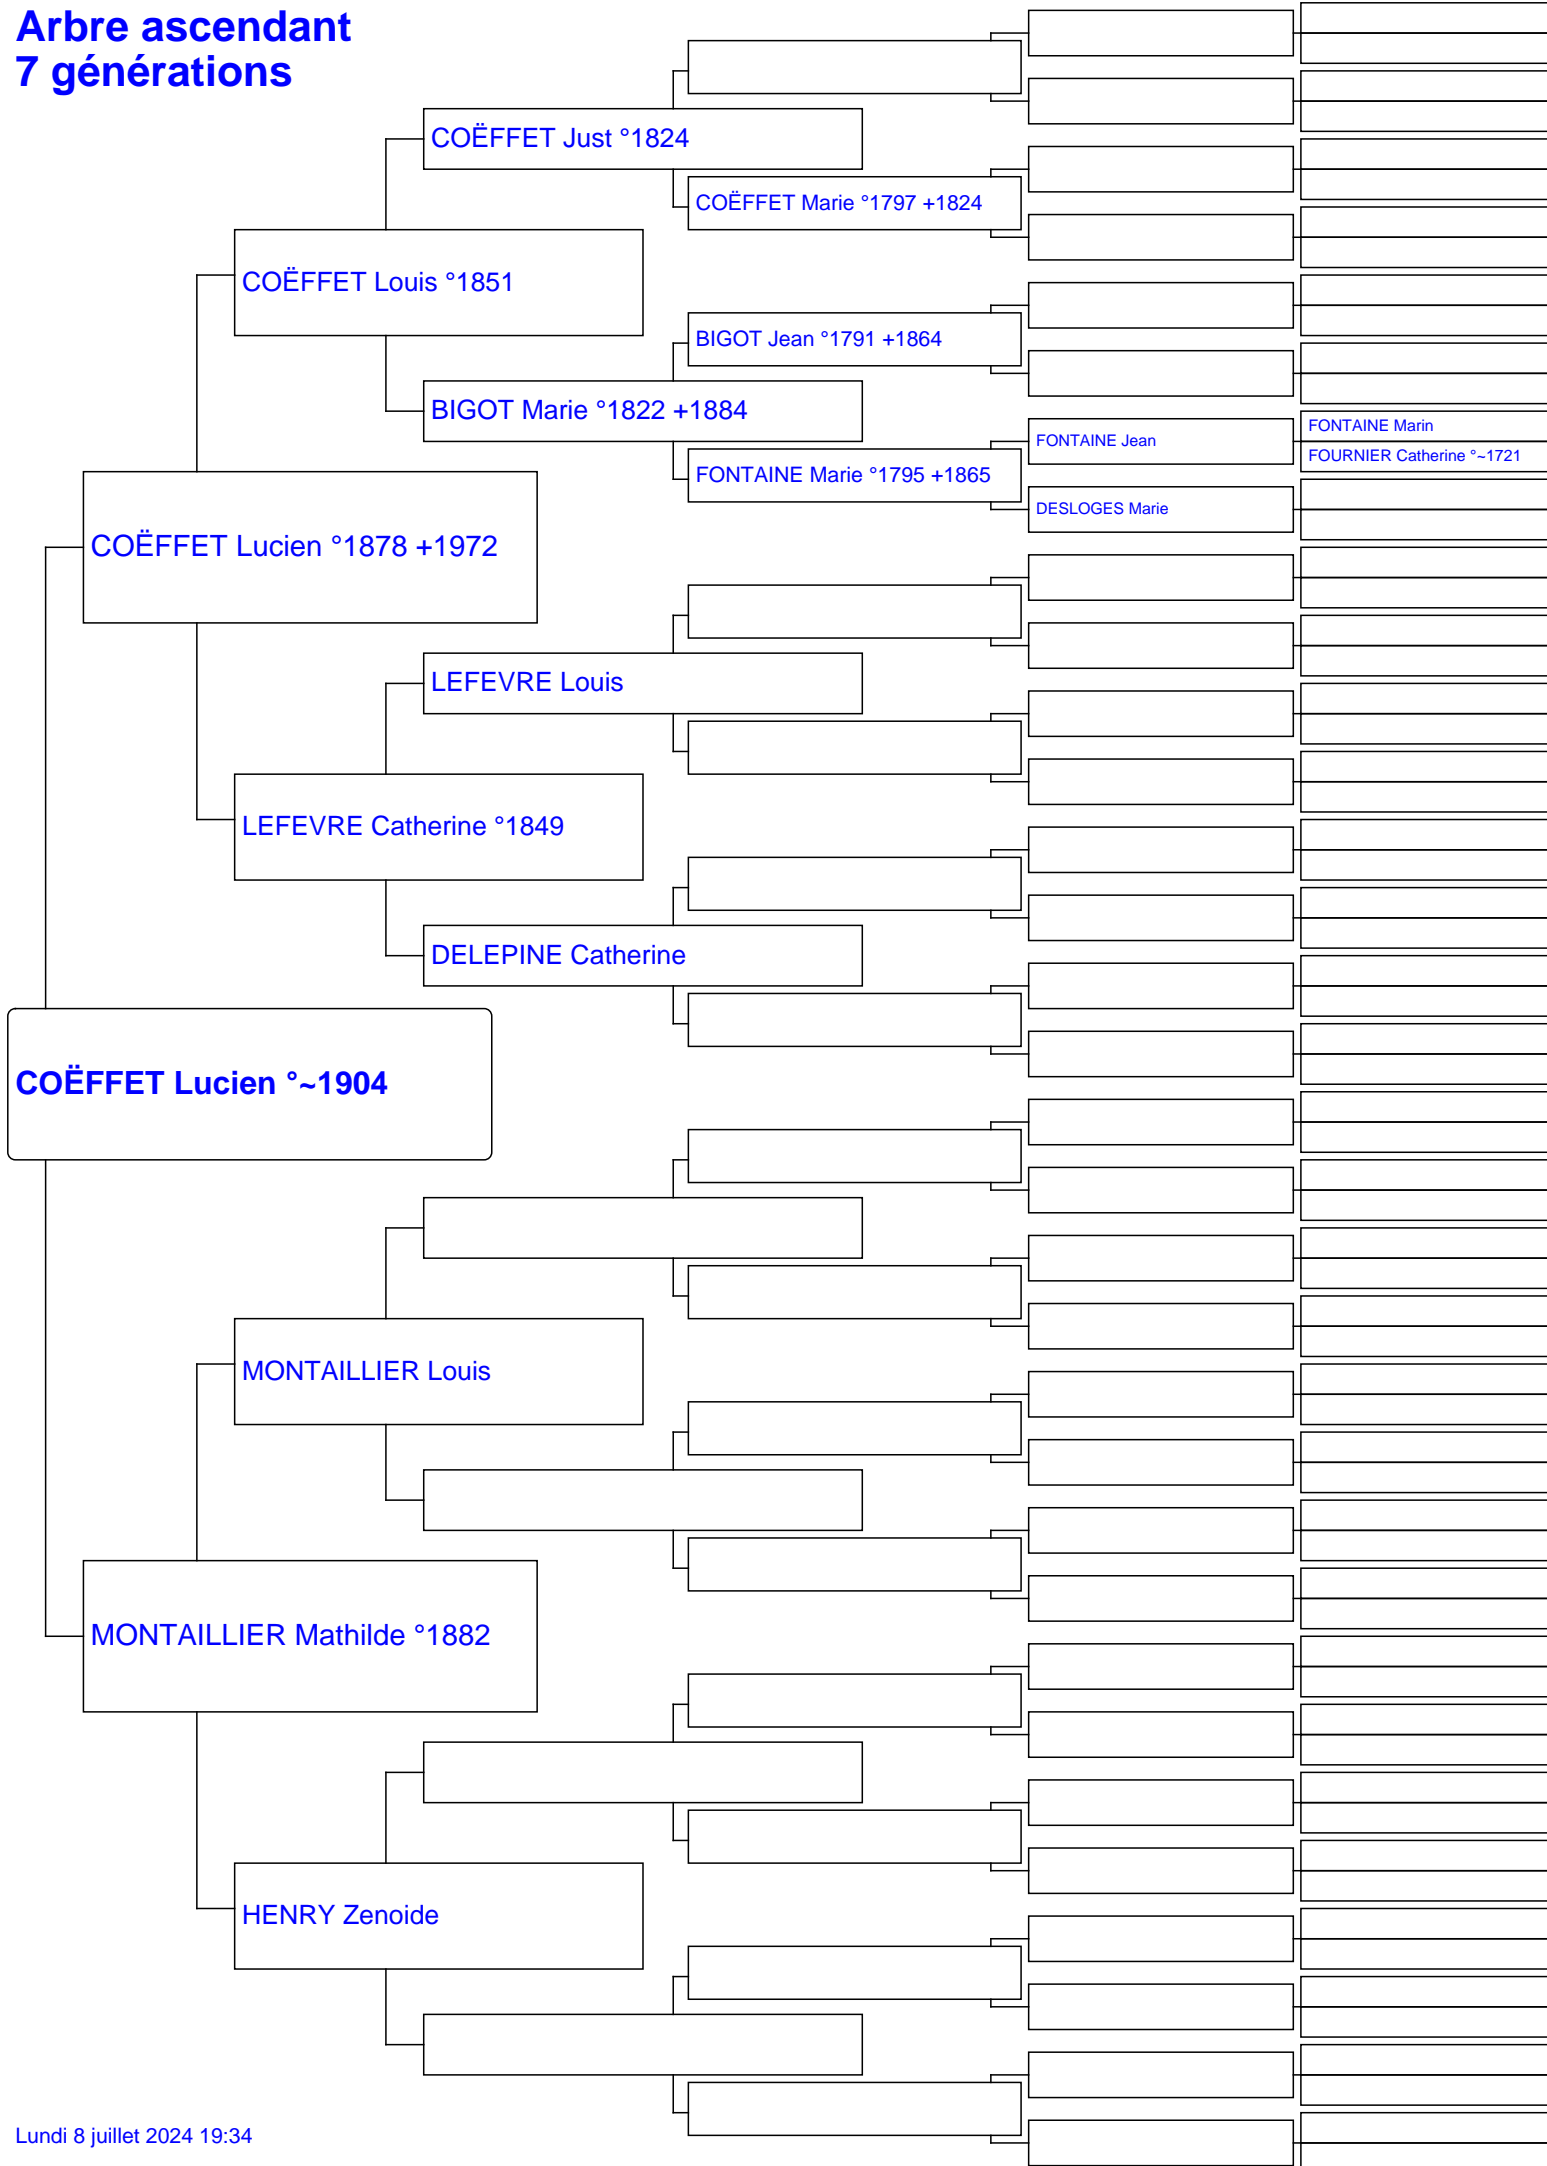 Arbre ascendant
7 générations
COËFFET Just °1824
COËFFET Marie °1797 +1824
COËFFET Louis °1851
BIGOT Jean °1791 +1864
BIGOT Marie °1822 +1884
FONTAINE Marin
FONTAINE Jean
FOURNIER Catherine °~1721
FONTAINE Marie °1795 +1865
DESLOGES Marie
COËFFET Lucien °1878 +1972
LEFEVRE Louis
LEFEVRE Catherine °1849
DELEPINE Catherine
COËFFET Lucien °~1904
MONTAILLIER Louis
MONTAILLIER Mathilde °1882
HENRY Zenoide
Lundi 8 juillet 2024 19:34